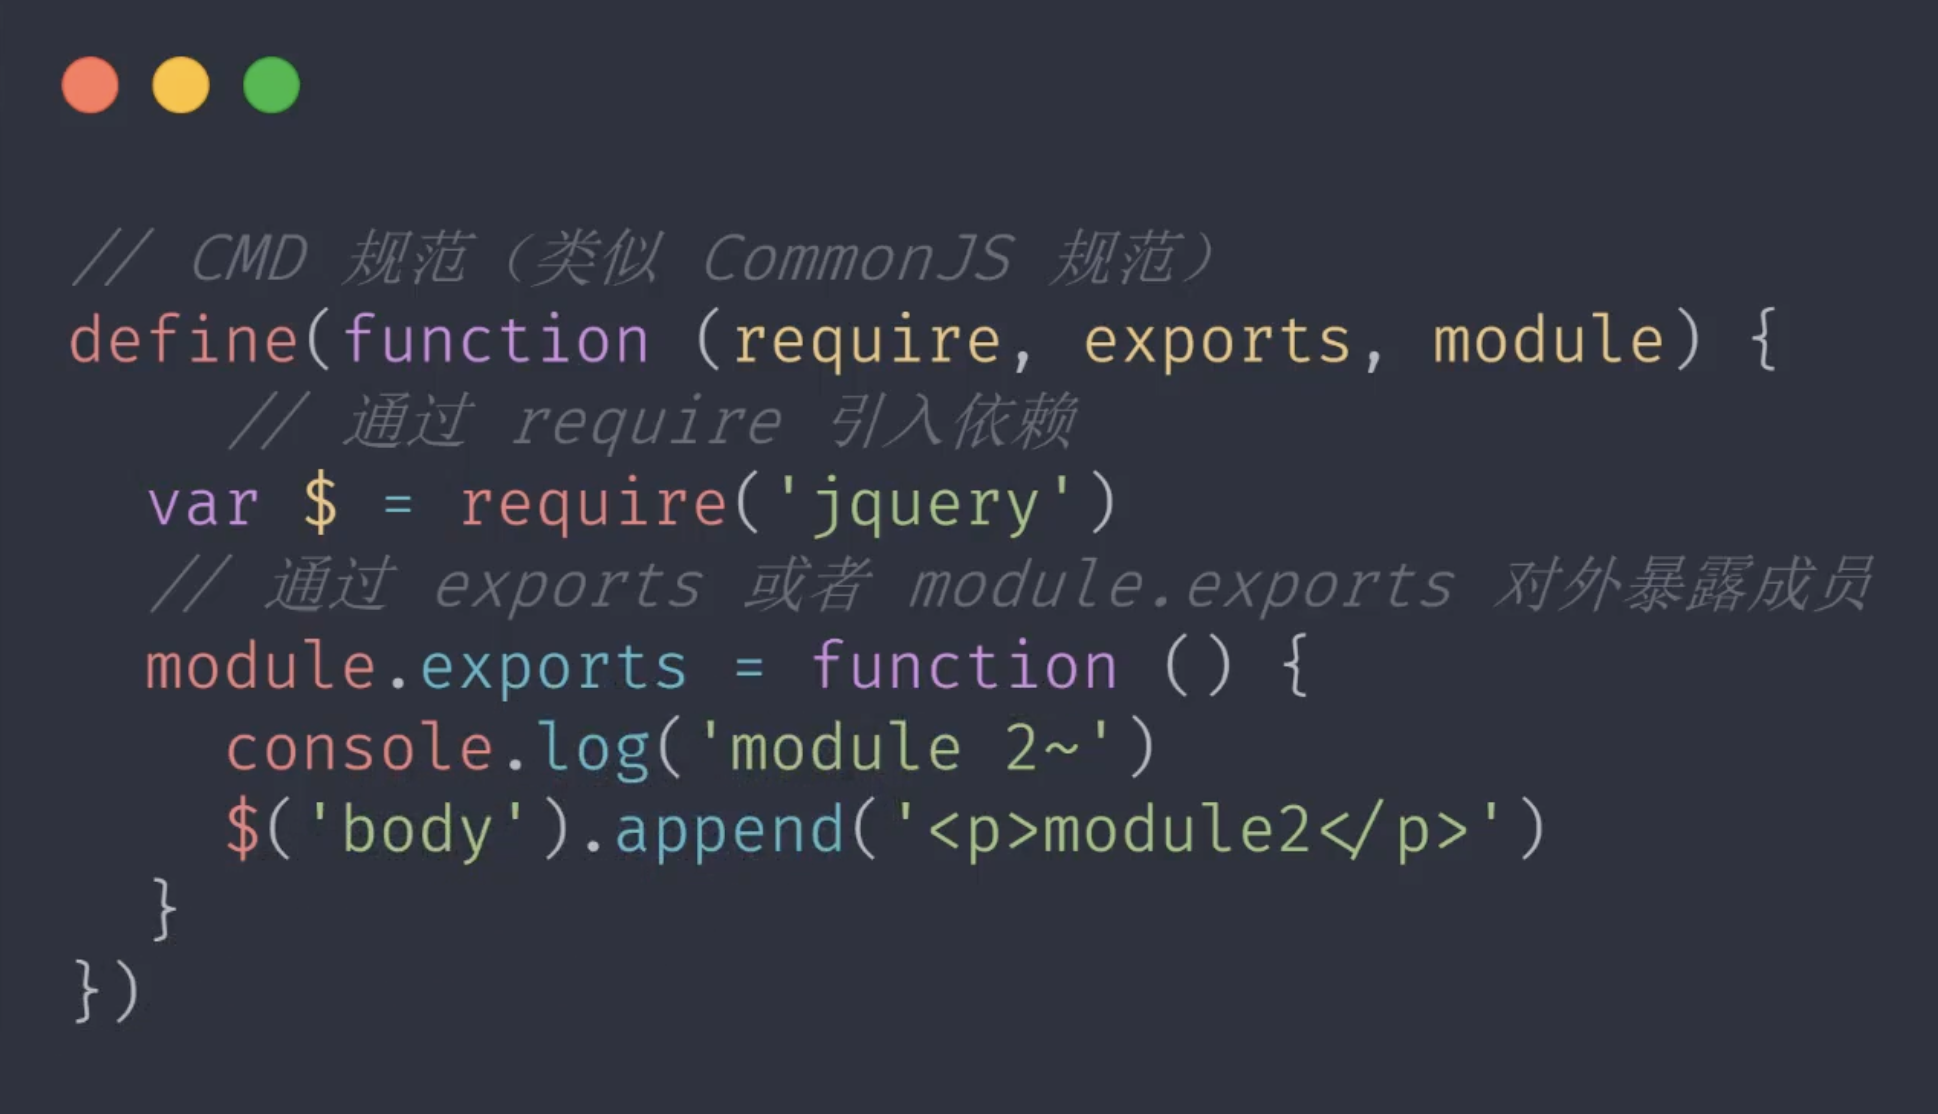 // CMD 规范（类似 CommonJS 规范）
define(function (require, exports, module) {
    // 通过 require 引入依赖
  var $ = require('jquery')
  // 通过 exports 或者 module.exports 对外暴露成员
  module.exports = function () {
    console.log('module 2~')
    $('body').append('<p>module2</p>')
  }
})